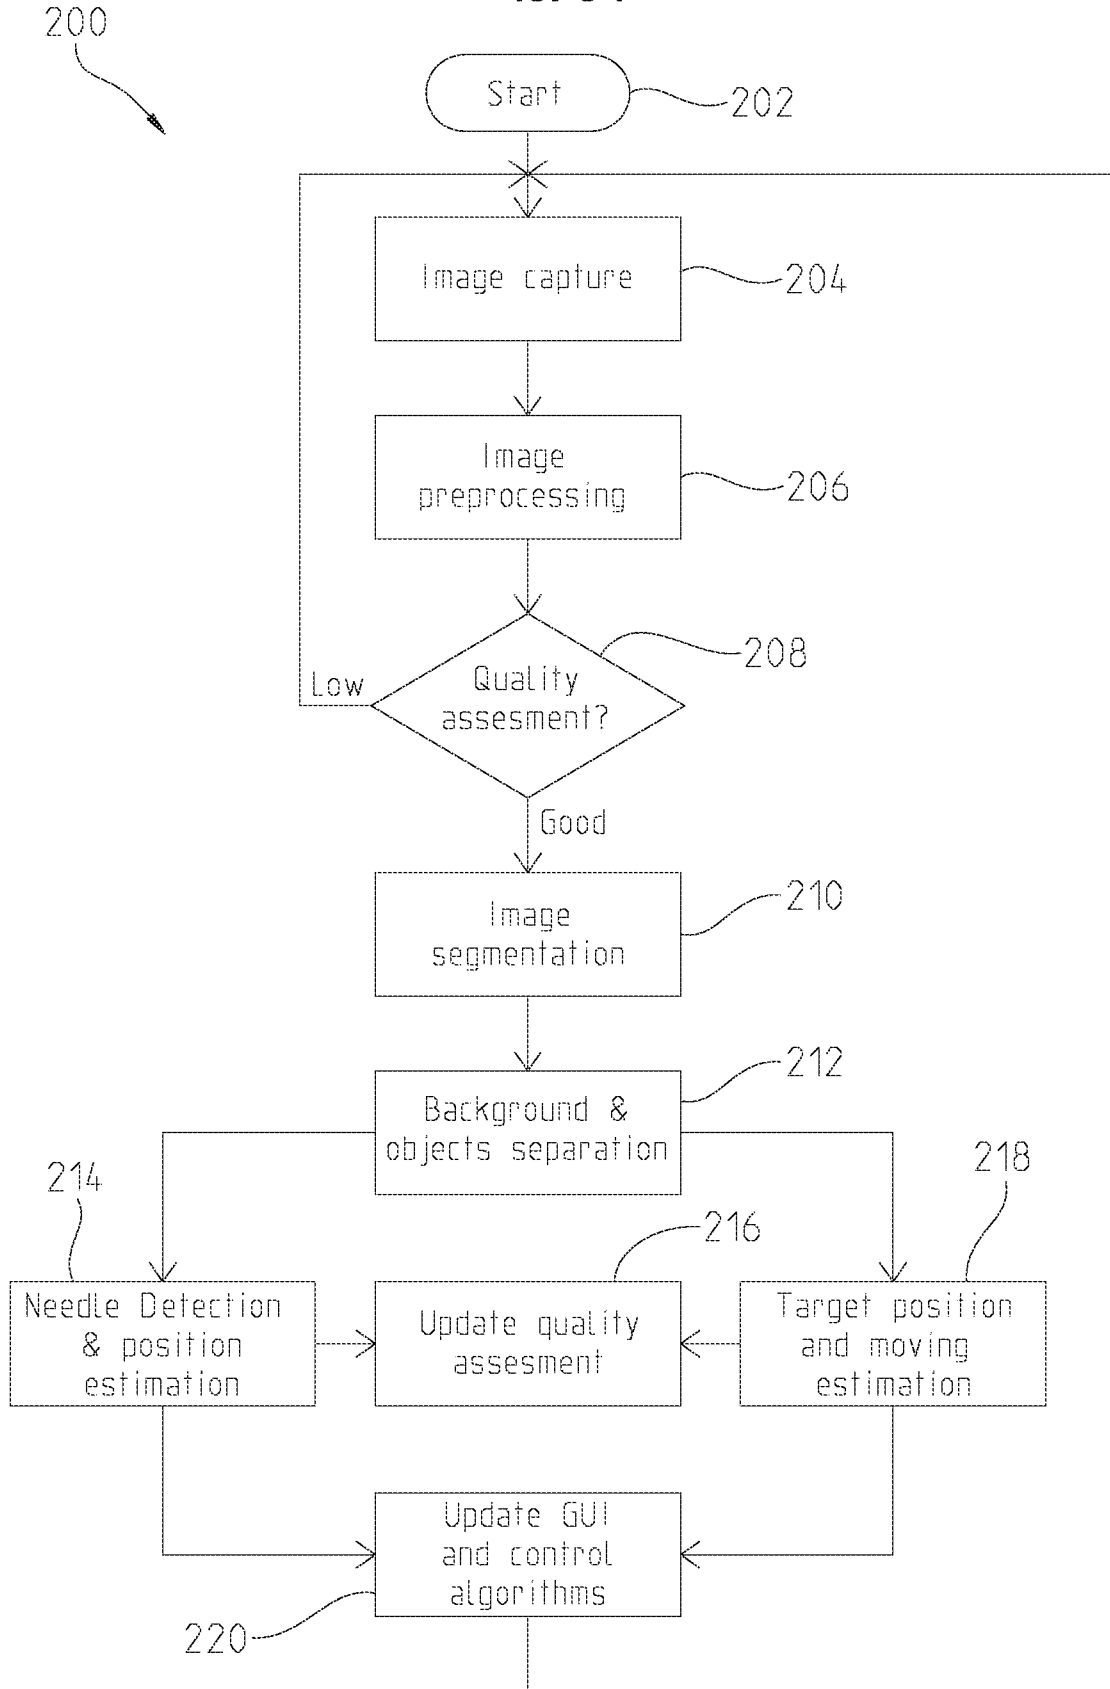 200
Start
202
Image capture
204
Image
preprocessing
206
Quality
assesment?
208
Low
Good
Image
segmentation
210
Background &
objects separation
212
214
216
218
Needle Detection
& position
estimation
Update quality
assesment
Target position
and moving
estimation
Update GUI
and control
algorithms
220